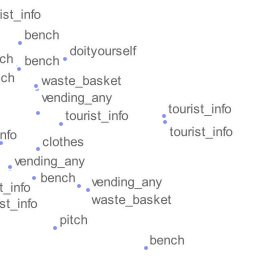 ist_info
bench
doityourself
ch
bench
ch
waste_basket
vending_any
tourist_info
tourist_info
tourist_info
nfo
clothes
vending_any
bench
vending_any
t_info
waste_basket
st_info
pitch
bench